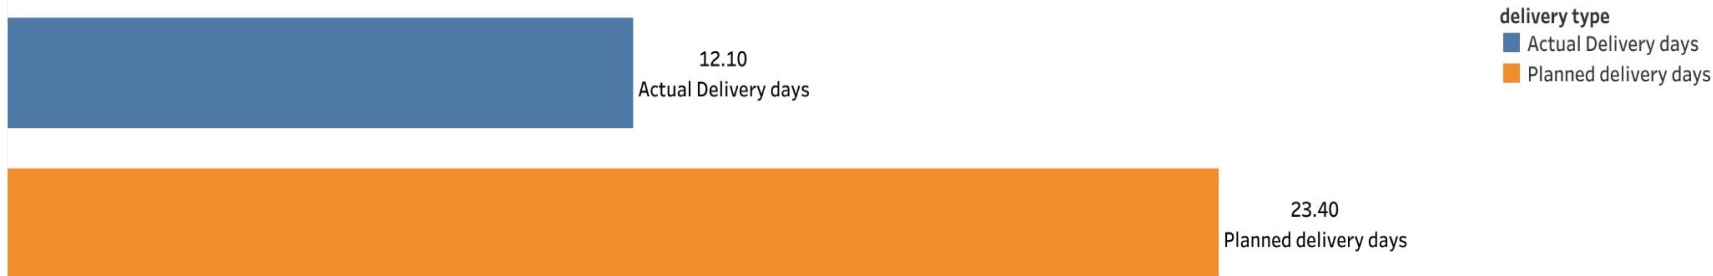 12.10
Actual Delivery days
23.40
Planned delivery days
delivery type
Actual Delivery days
Planned delivery days